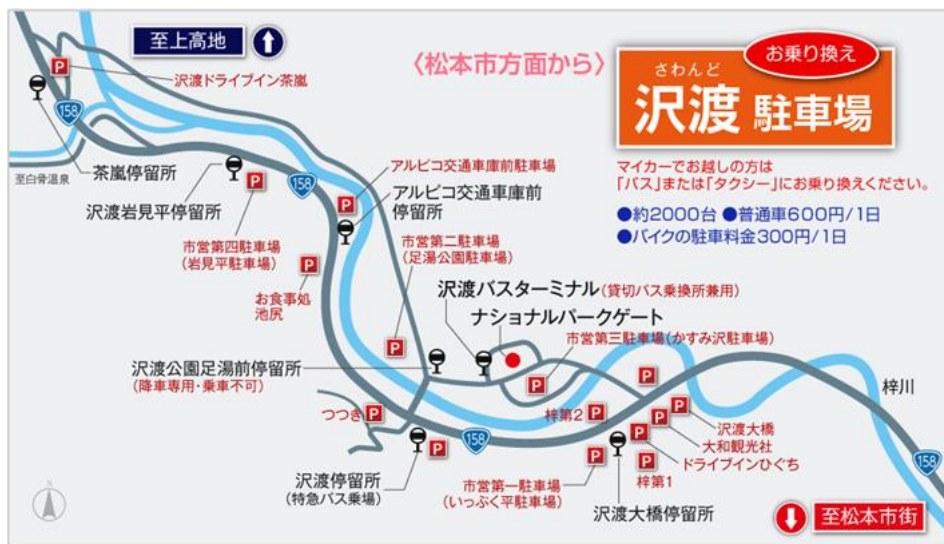 至上高地
〈松本市方面から〉
お乗り換え
さわんど
沢渡 駐車場
マイカーでお越しの方は
「バス」または「タクシー」にお乗り換えください。
●約2000台 ●普通車600円/1日
●バイクの駐車料金300円/1日
P
沢渡ドライブイン茶嵐
158
至白骨温泉
茶嵐停留所
沢渡岩見平停留所
P
市営第四駐車場
(岩見平駐車場)
158
アルピコ交通車庫前駐車場
P
アルピコ交通車庫前
停留所
P
お食事処
池尻
市営第二駐車場
(足湯公園駐車場)
P
沢渡バスターミナル(貸切バス乗換所兼用)
ナショナルパークゲート
市営第三駐車場(かすみ沢駐車場)
P
沢渡公園足湯前停留所
(降車専用・乗車不可)
つつき
P
梓第2
P
P
P
沢渡大橋
P
大和観光社
P
ドライブインひぐち
P
梓第1
梓川
158
158
P
沢渡停留所
(特急バス乗場)
P
市営第一駐車場
(いっぷく平駐車場)
沢渡大橋停留所
至松本市街